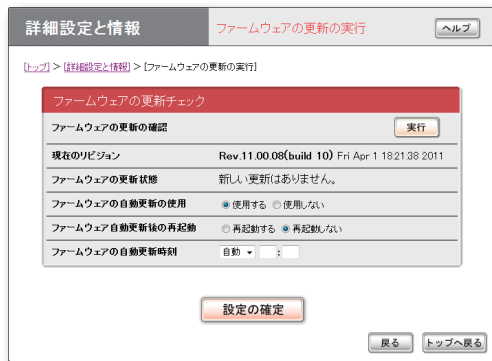 詳細設定と情報 ファームウェアの更新の実行 ヘルプ
[トップ] > [詳細設定と情報] > [ファームウェアの更新の実行]
ファームウェアの更新チェック
ファームウェアの更新の確認 実行
現在のリビジョン Rev.11.00.08(build 10) Fri Apr 1 18:21:38 2011
ファームウェアの更新状態 新しい更新はありません。
ファームウェアの自動更新の使用 使用する 使用しない
ファームウェア自動更新後の再起動 再起動する 再起動しない
ファームウェアの自動更新時刻 自動 :
設定の確定
戻る トップへ戻る